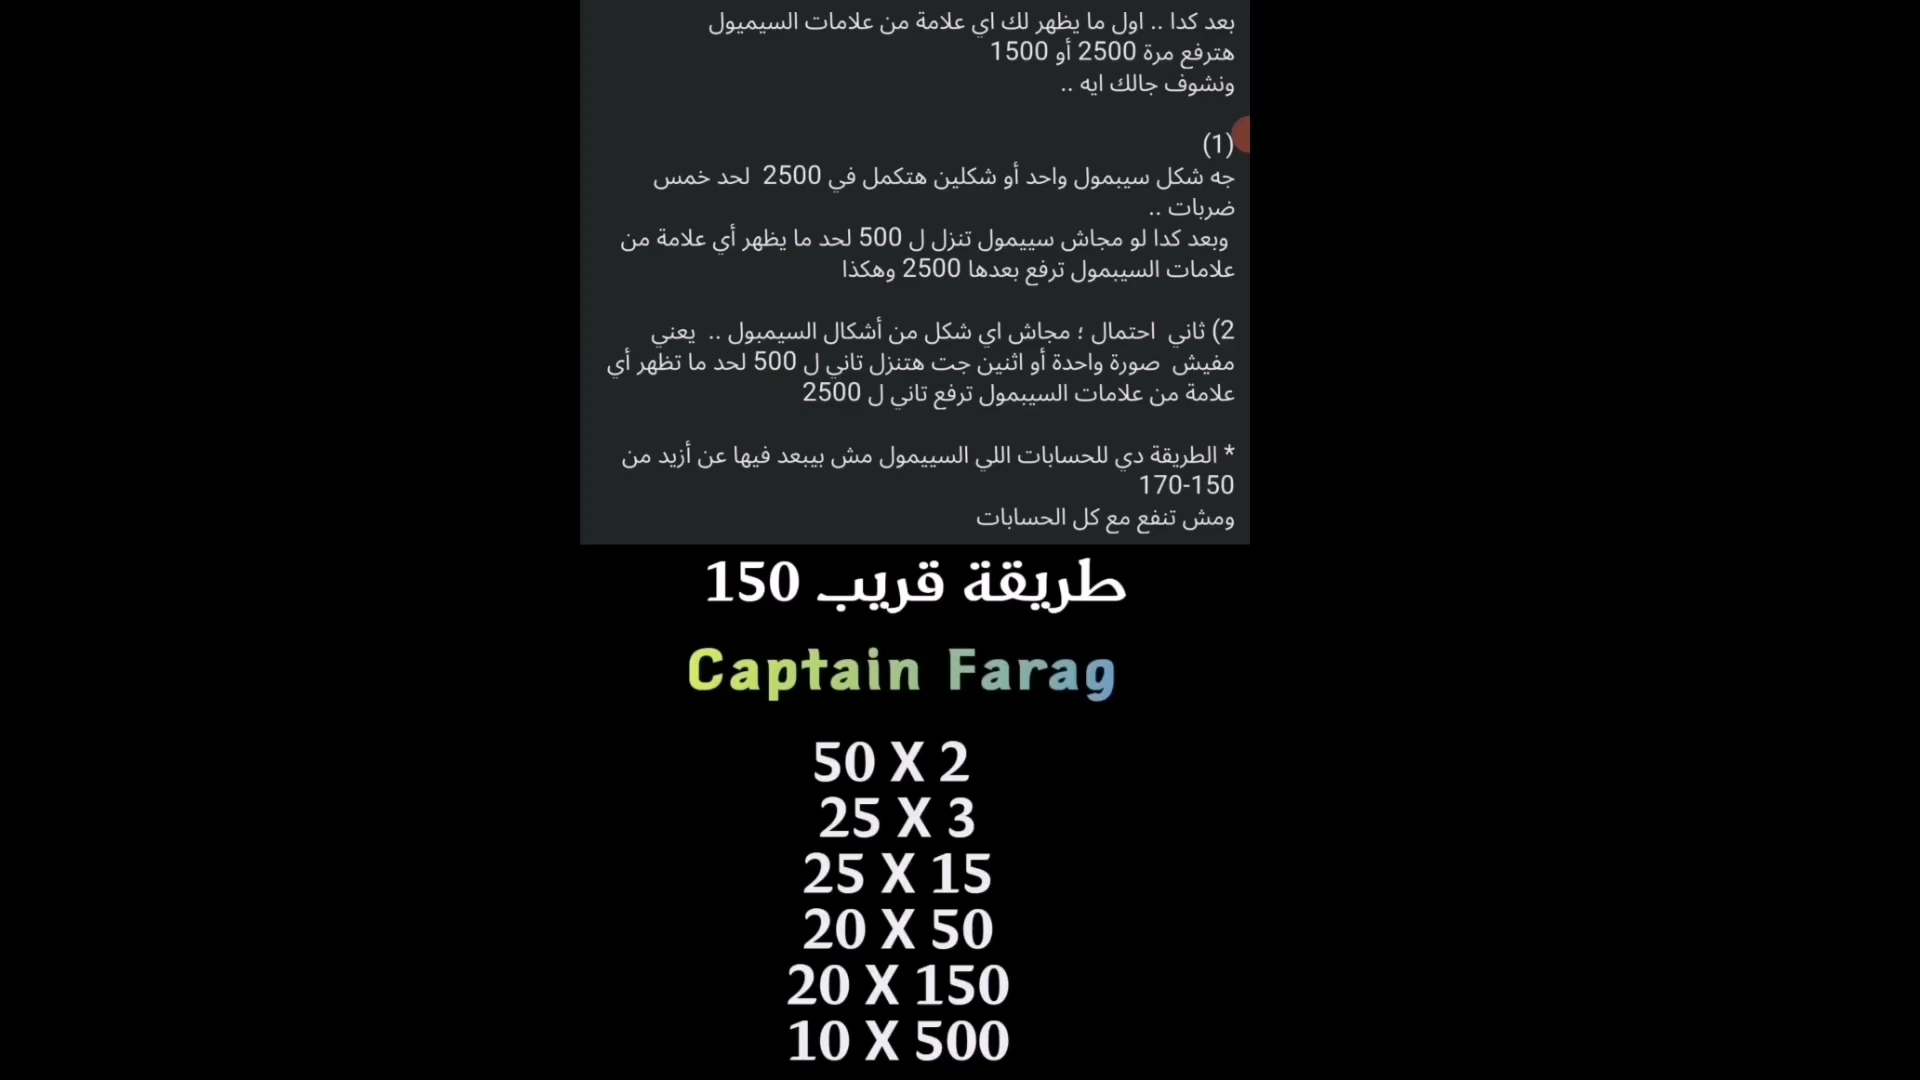 بعد كدا .. اول ما يظهر لك اي علامة من علامات السيميول
هترفع مرة 2500 أو 1500
ونشوف جالك ايه ..
(1)
جه شكل سيبمول واحد أو شكلين هتكمل في 2500 لحد خمس
ضربات ..
وبعد كدا لو مجاش سييمول تنزل ل 500 لحد ما يظهر أي علامة من
علامات السيبمول ترفع بعدها 2500 وهكذا
2) ثاني احتمال ؛ مجاش اي شكل من أشكال السيمبول .. يعني
مفيش صورة واحدة أو اثنين جت هتنزل تاني ل 500 لحد ما تظهر أي
علامة من علامات السيبمول ترفع تاني ل 2500
* الطريقة دي للحسابات اللي السييمول مش بيبعد فيها عن أزيد من
150-170
ومش تنفع مع كل الحسابات
طريقة قريب 150
Captain Farag
50 X 2
25 X 3
25 X 15
20 X 50
20 X 150
10 X 500